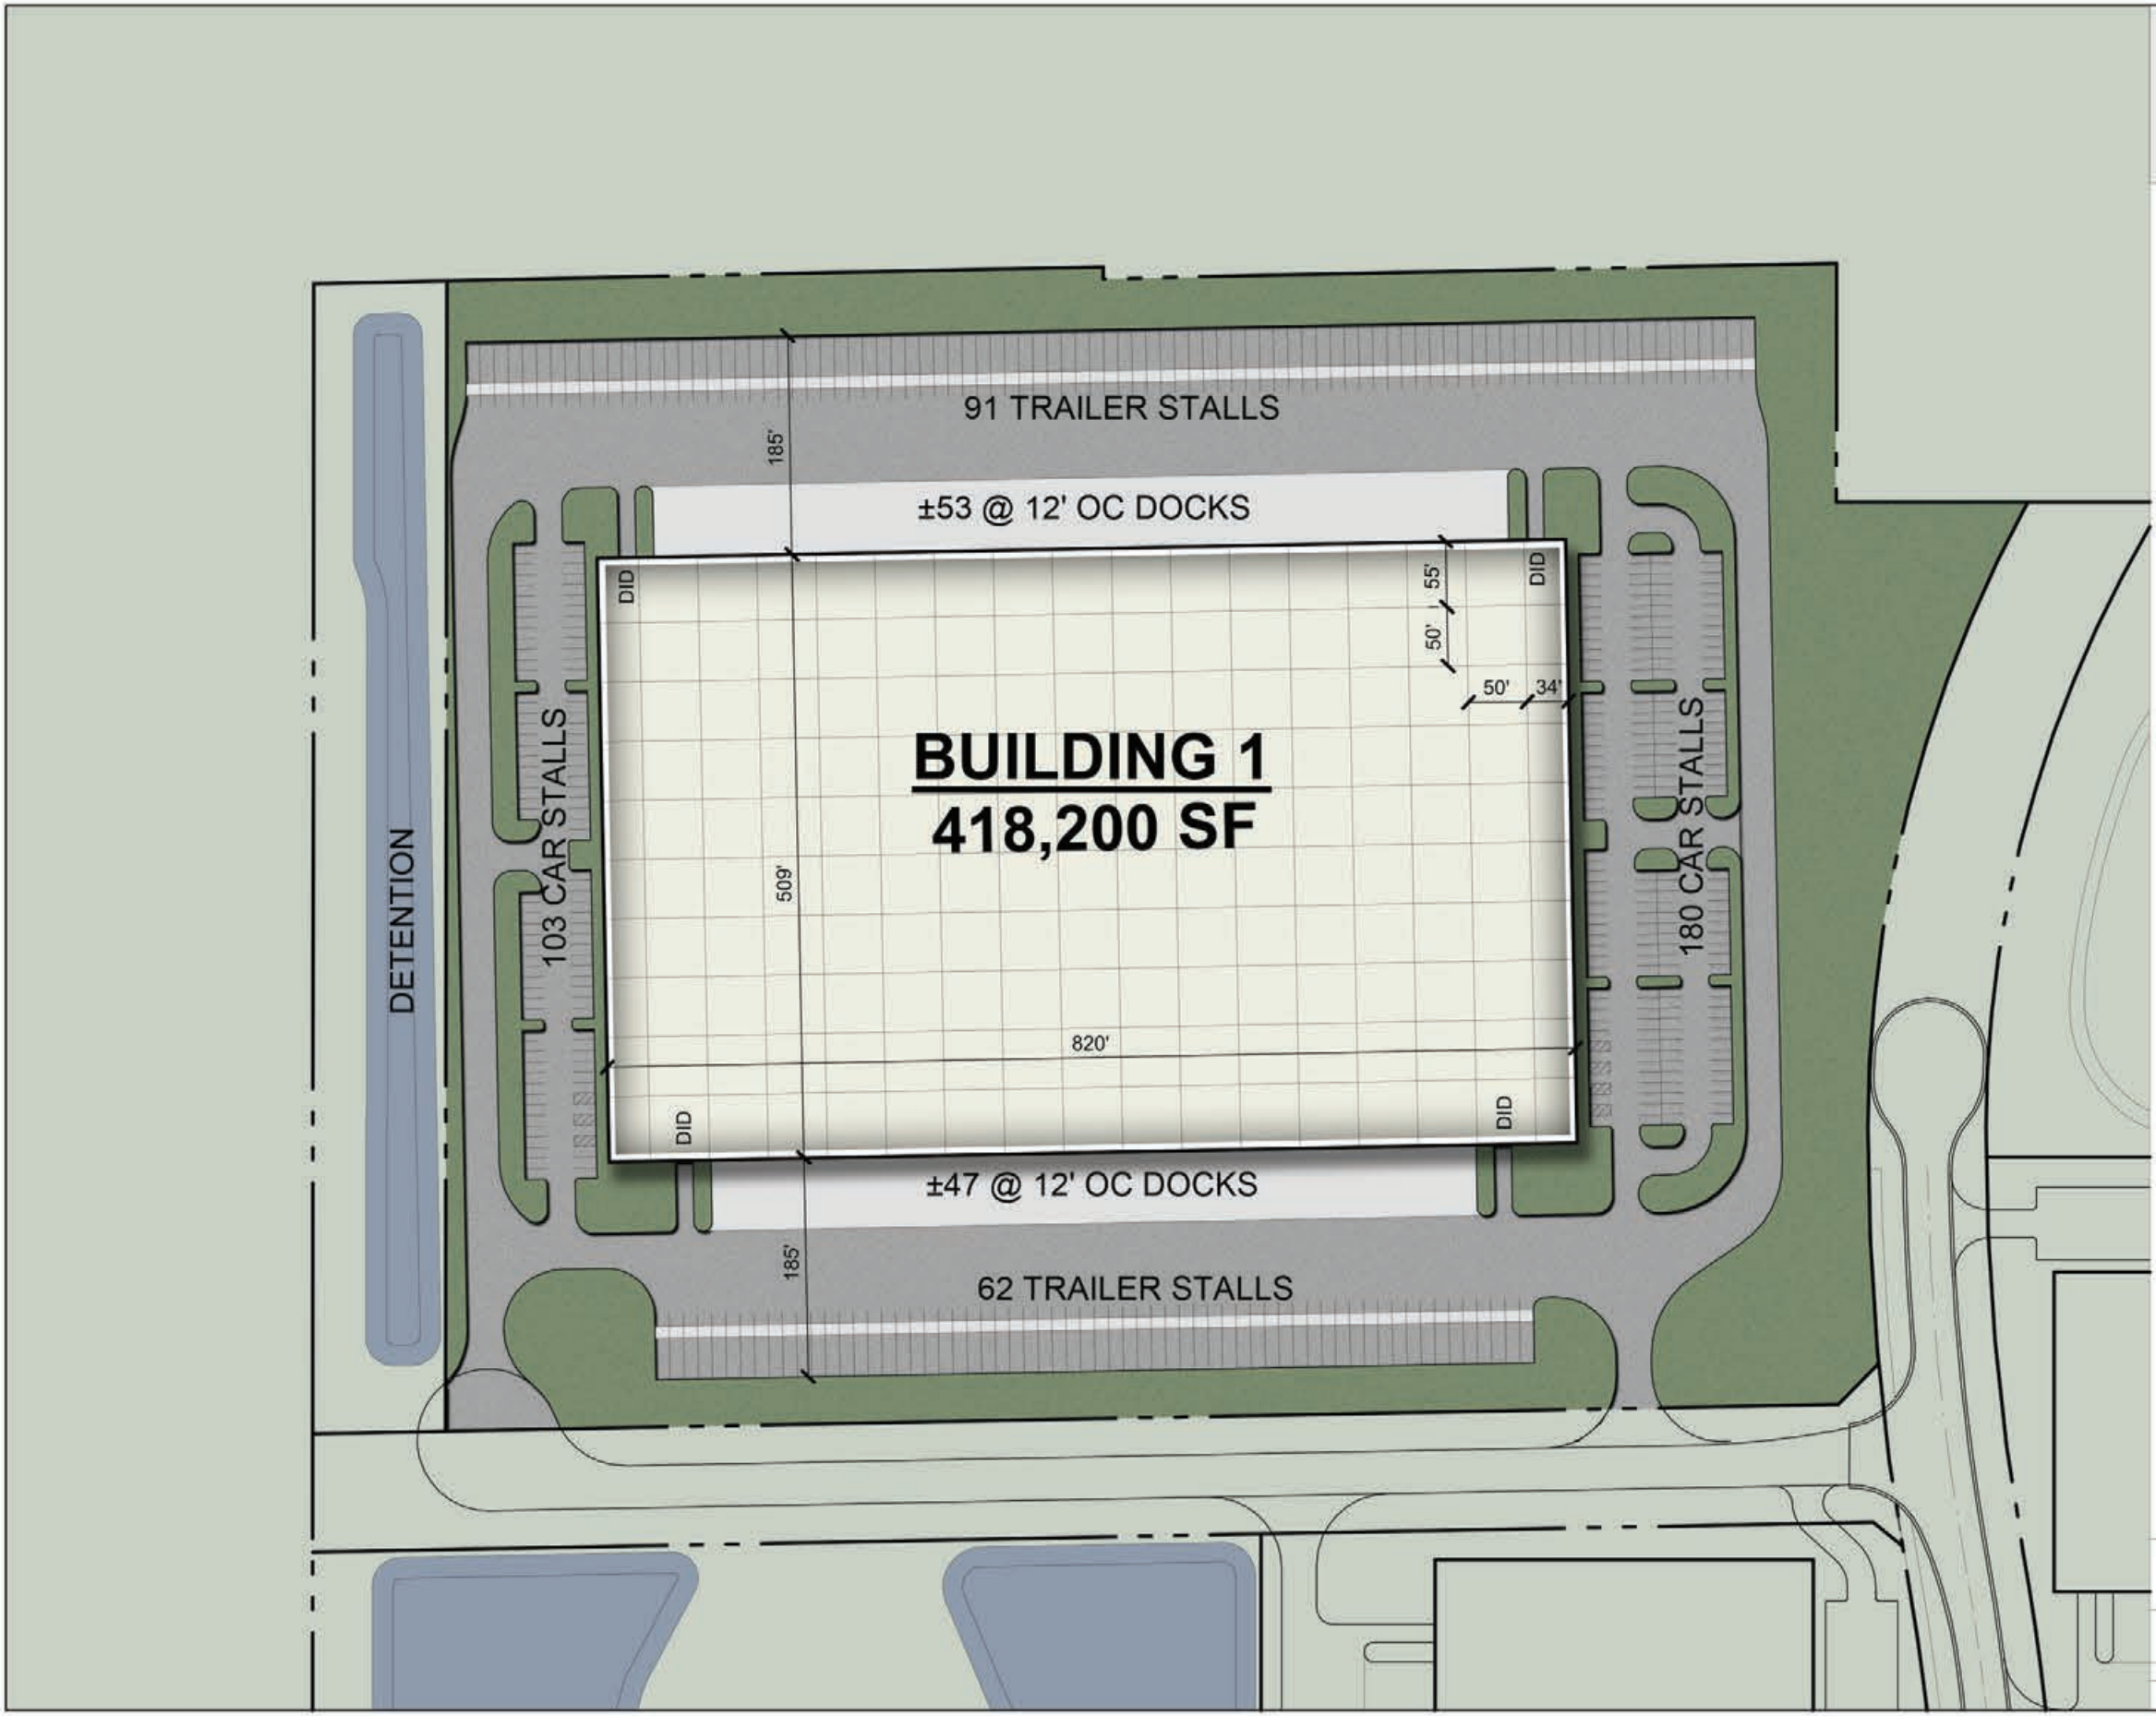 91 TRAILER STALLS
185'
±53 @ 12' OC DOCKS
DID
DID
55'
50'
50'
34'
BUILDING 1
418,200 SF
103 CAR STALLS
180 CAR STALLS
DETENTION
509'
820'
DID
DID
±47 @ 12' OC DOCKS
185'
62 TRAILER STALLS